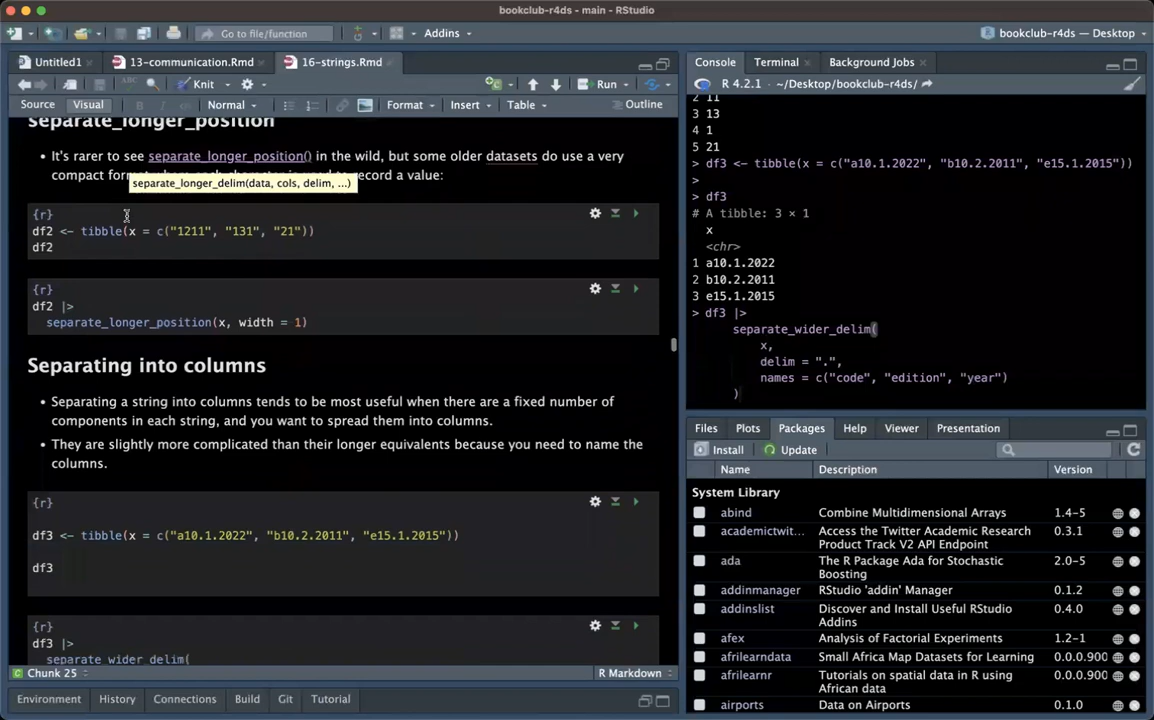 bookclub-r4ds - main - RStudio
Go to file/function
Addins
bookclub-r4ds — Desktop
Untitled1
13-communication.Rmd
16-strings.Rmd
Knit
Run
Source
Visual
B
I
Normal
Format
Insert
Table
Outline
separate_longer_position
• It's rarer to see separate_longer_position() in the wild, but some older datasets do use a very
compact record a value:
separate_longer_delim(data, cols, delim, ...)
{r}
df2 <- tibble(x = c("1211", "131", "21"))
df2
{r}
df2 |>
separate_longer_position(x, width = 1)
Separating into columns
• Separating a string into columns tends to be most useful when there are a fixed number of
components in each string, and you want to spread them into columns.
• They are slightly more complicated than their longer equivalents because you need to name the
columns.
{r}
df3 <- tibble(x = c("a10.1.2022", "b10.2.2011", "e15.1.2015"))
df3
{r}
df3 |>
separate_wider_delim(
Chunk 25
R Markdown
Environment
History
Connections
Build
Git
Tutorial
Console
Terminal
Background Jobs
R 4.2.1 · ~/Desktop/bookclub-r4ds/
2 11
3 13
4 1
5 21
> df3 <- tibble(x = c("a10.1.2022", "b10.2.2011", "e15.1.2015"))
>
> df3
# A tibble: 3 × 1
x
<chr>
1 a10.1.2022
2 b10.2.2011
3 e15.1.2015
> df3 |>
separate_wider_delim(
x,
delim = ".",
names = c("code", "edition", "year")
)
Files
Plots
Packages
Help
Viewer
Presentation
Install
Update
Name
Description
Version
System Library
abind
Combine Multidimensional Arrays
1.4-5
academictwit...
Access the Twitter Academic Research
Product Track V2 API Endpoint
0.3.1
ada
The R Package Ada for Stochastic
Boosting
2.0-5
addinmanager
RStudio 'addin' Manager
0.1.2
addinslist
Discover and Install Useful RStudio
Addins
0.4.0
afex
Analysis of Factorial Experiments
1.2-1
afrilearndata
Small Africa Map Datasets for Learning
0.0.0.900
afrilearnr
Tutorials on spatial data in R using
African data
0.0.0.900
airports
Data on Airports
0.1.0